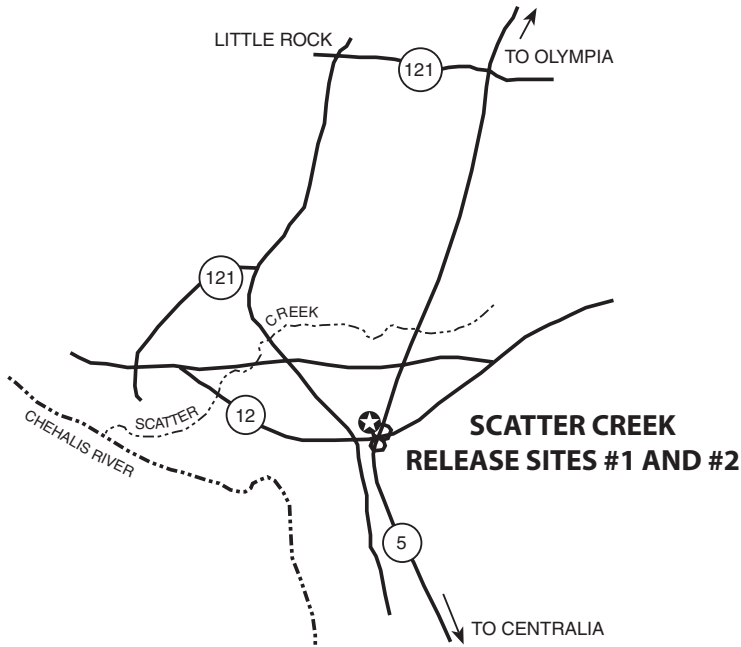 LITTLE ROCK
121
TO OLYMPIA
121
CREEK
SCATTER
12
CHEHALIS RIVER
SCATTER CREEK
RELEASE SITES #1 AND #2
5
TO CENTRALIA